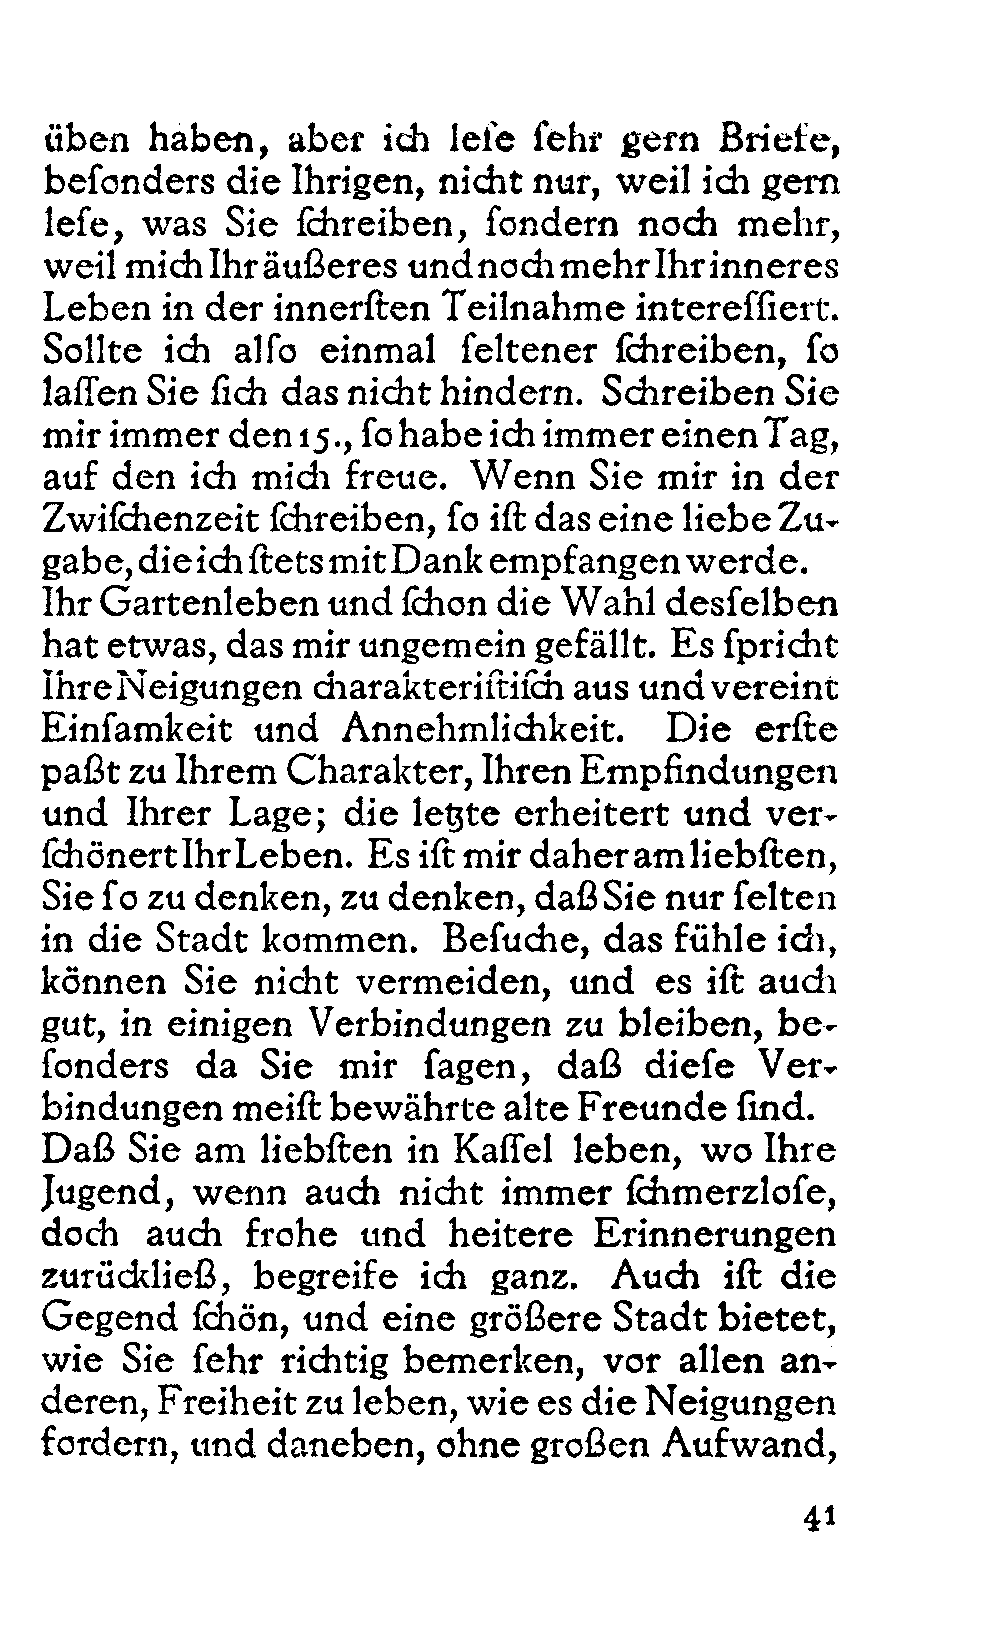 üben haben, aber ich leſe ſehr gern Briefe,
beſonders die Ihrigen, nicht nur, weil ich gern
leſe, was Sie ſchreiben, ſondern noch mehr,
weil mich Ihr äußeres und noch mehr Ihr inneres
Leben in der innerſten Teilnahme intereſſiert.
Sollte ich alſo einmal ſeltener ſchreiben, ſo
laſſen Sie ſich das nicht hindern. Schreiben Sie
mir immer den 15., ſo habe ich immer einen Tag,
auf den ich mich freue. Wenn Sie mir in der
Zwiſchenzeit ſchreiben, ſo iſt das eine liebe Zu-
gabe, die ich ſtets mit Dank empfangen werde.
Ihr Gartenleben und ſchon die Wahl desſelben
hat etwas, das mir ungemein gefällt. Es ſpricht
Ihre Neigungen charakteriſtiſch aus und vereint
Einſamkeit und Annehmlichkeit. Die erſte
paßt zu Ihrem Charakter, Ihren Empfindungen
und Ihrer Lage; die letzte erheitert und ver-
ſchönert Ihr Leben. Es iſt mir daher am liebſten,
Sie ſo zu denken, zu denken, daß Sie nur ſelten
in die Stadt kommen. Beſuche, das fühle ich,
können Sie nicht vermeiden, und es iſt auch
gut, in einigen Verbindungen zu bleiben, be-
ſonders da Sie mir ſagen, daß dieſe Ver-
bindungen meiſt bewährte alte Freunde ſind.
Daß Sie am liebſten in Kaſſel leben, wo Ihre
Jugend, wenn auch nicht immer ſchmerzloſe,
doch auch frohe und heitere Erinnerungen
zurückließ, begreife ich ganz. Auch iſt die
Gegend ſchön, und eine größere Stadt bietet,
wie Sie ſehr richtig bemerken, vor allen an-
deren, Freiheit zu leben, wie es die Neigungen
fordern, und daneben, ohne großen Aufwand,
41